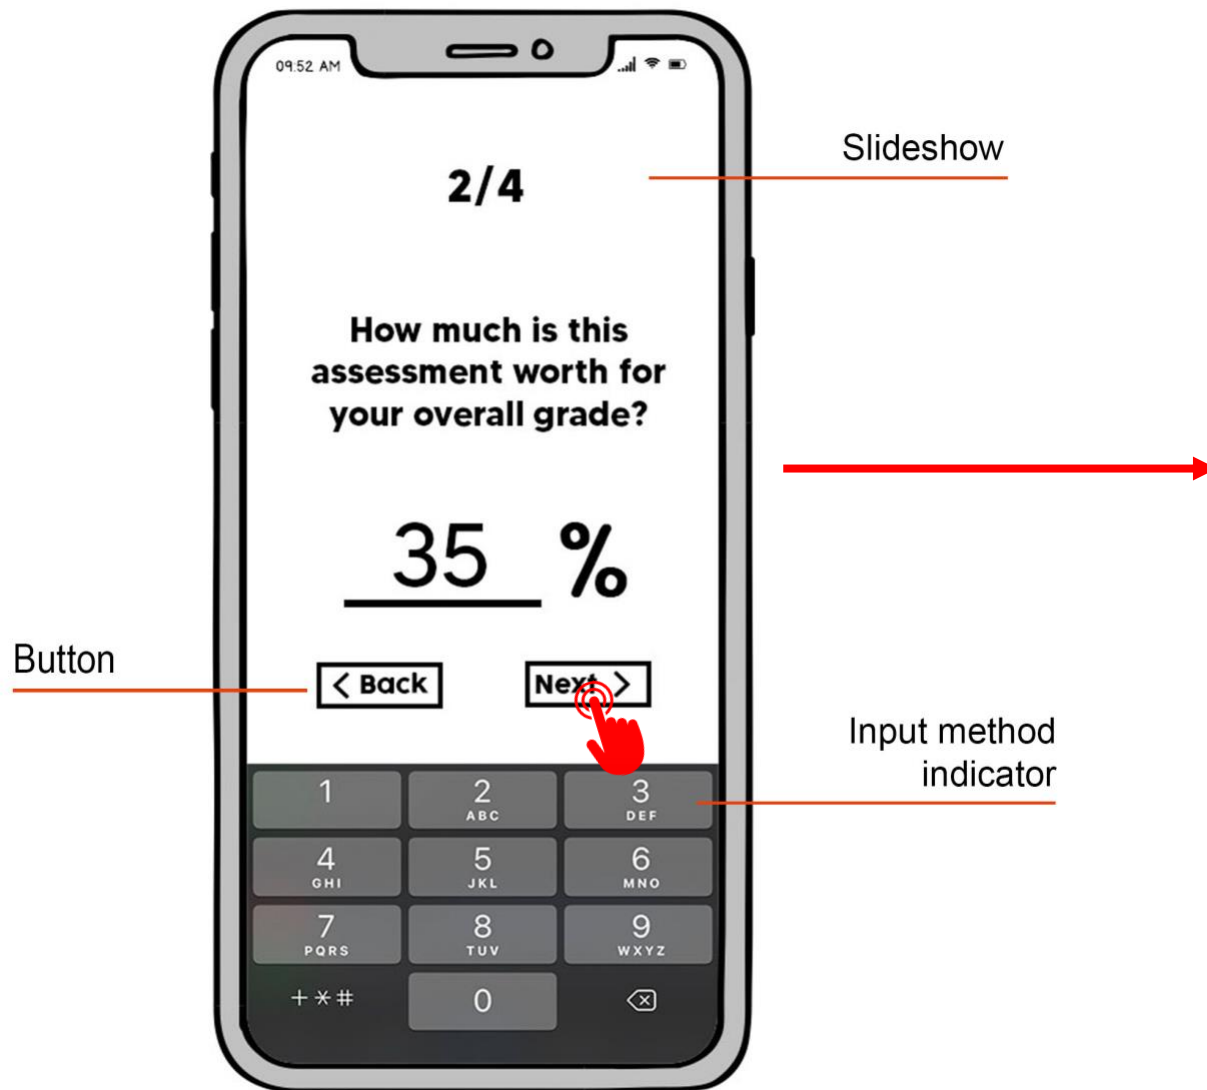 09:52 AM
Slideshow
2/4
How much is this
assessment worth for
your overall grade?
35 %
Button
< Back
Next >
Input method
indicator
1 2 3
ABC DEF
4 5 6
GHI JKL MNO
7 8 9
PQRS TUV WXYZ
+*# 0